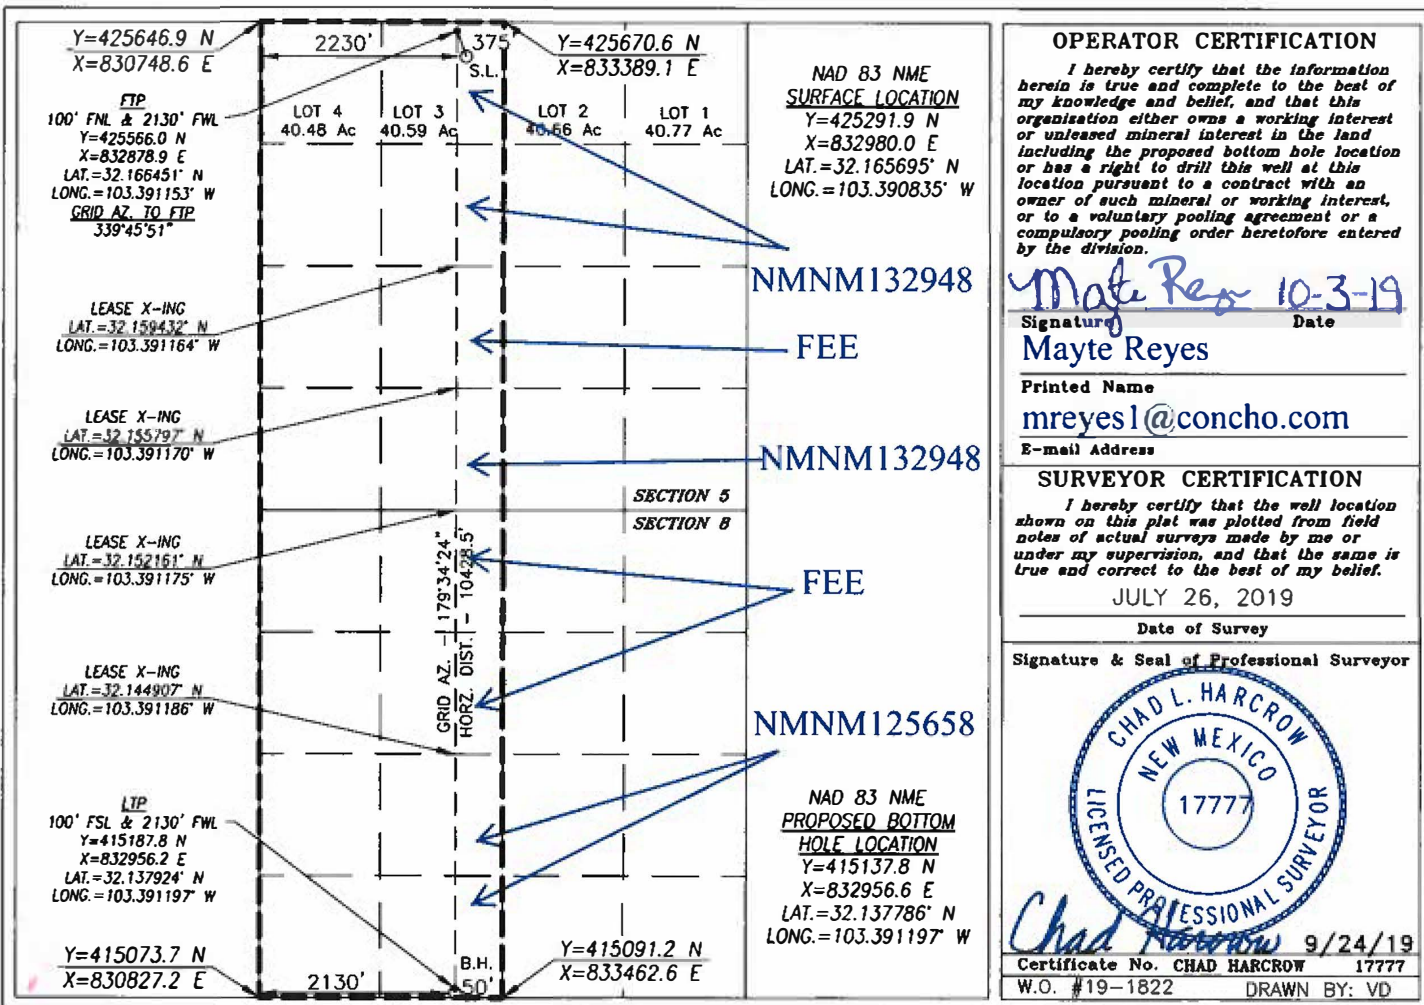 Y=425646.9 N
X=830748.6 E
2230'
375'
S.L.
Y=425670.6 N
X=833389.1 E
FTP
100' FNL & 2130' FWL
Y=425566.0 N
X=832878.9 E
LAT.=32.166451° N
LONG.=103.391153° W
GRID AZ. TO FTP
339°45'51"
LOT 4
40.48 Ac
LOT 3
40.59 Ac
LOT 2
40.66 Ac
LOT 1
40.77 Ac
NAD 83 NME
SURFACE LOCATION
Y=425291.9 N
X=832980.0 E
LAT.=32.165695° N
LONG.=103.390835° W
NMNM132948
LEASE X-ING
LAT.=32.159432° N
LONG.=103.391164° W
FEE
LEASE X-ING
LAT.=32.155797° N
LONG.=103.391170° W
NMNM132948
SECTION 5
SECTION 8
LEASE X-ING
LAT.=32.152161° N
LONG.=103.391175° W
GRID AZ. - 179°34'24"
HORZ. DIST. - 10428.5'
FEE
LEASE X-ING
LAT.=32.144907° N
LONG.=103.391186° W
NMNM125658
LTP
100' FSL & 2130' FWL
Y=415187.8 N
X=832956.2 E
LAT.=32.137924° N
LONG.=103.391197° W
NAD 83 NME
PROPOSED BOTTOM
HOLE LOCATION
Y=415137.8 N
X=832956.6 E
LAT.=32.137786° N
LONG.=103.391197° W
Y=415073.7 N
X=830827.2 E
2130'
B.H.
50'
Y=415091.2 N
X=833462.6 E
OPERATOR CERTIFICATION
I hereby certify that the information
herein is true and complete to the best of
my knowledge and belief, and that this
organisation either owns a working interest
or unleased mineral interest in the land
including the proposed bottom hole location
or has a right to drill this well at this
location pursuant to a contract with an
owner of such mineral or working interest,
or to a voluntary pooling agreement or a
compulsory pooling order heretofore entered
by the division.
Mayte Reyes 10-3-19
Signature Date
Mayte Reyes
Printed Name
mreyes1@concho.com
E-mail Address
SURVEYOR CERTIFICATION
I hereby certify that the well location
shown on this plat was plotted from field
notes of actual surveys made by me or
under my supervision, and that the same is
true and correct to the best of my belief.
JULY 26, 2019
Date of Survey
Signature & Seal of Professional Surveyor
CHAD L. HARCROW
NEW MEXICO
17777
LICENSED PROFESSIONAL SURVEYOR
Chad Harcrow 9/24/19
Certificate No. CHAD HARCROW 17777
W.O. #19-1822 DRAWN BY: VD